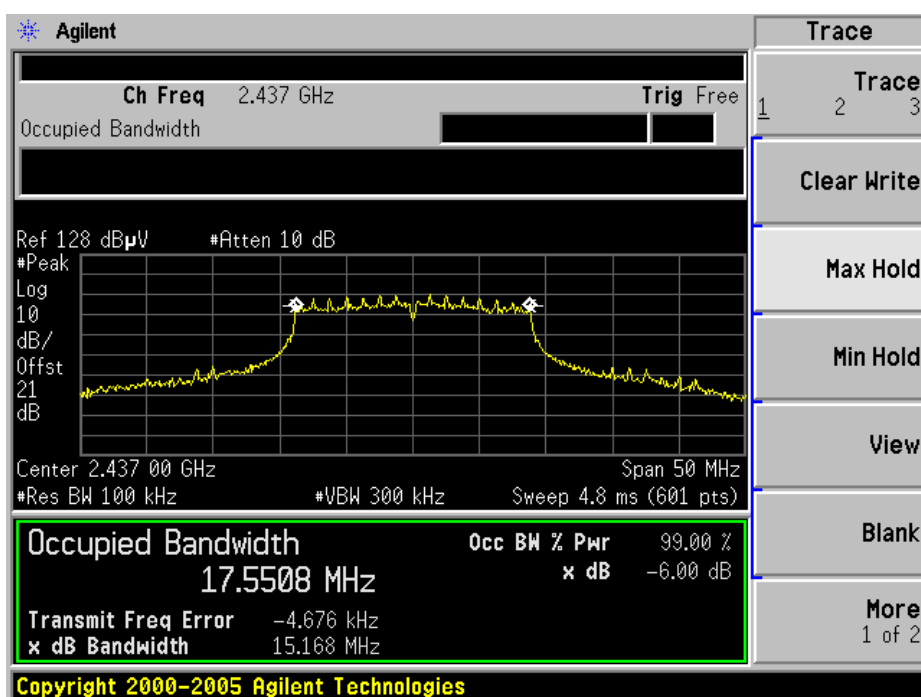 Agilent
Trace
Ch Freq 2.437 GHz Trig Free
Occupied Bandwidth
Trace
1 2 3
Clear Write
Max Hold
Min Hold
View
Blank
More
1 of 2
Ref 128 dBµV #Atten 10 dB
#Peak
Log
10
dB/
Offst
21
dB
Center 2.437 00 GHz Span 50 MHz
#Res BW 100 kHz #VBW 300 kHz Sweep 4.8 ms (601 pts)
Occupied Bandwidth Occ BW % Pwr 99.00 %
17.5508 MHz x dB -6.00 dB
Transmit Freq Error -4.676 kHz
x dB Bandwidth 15.168 MHz
Copyright 2000-2005 Agilent Technologies